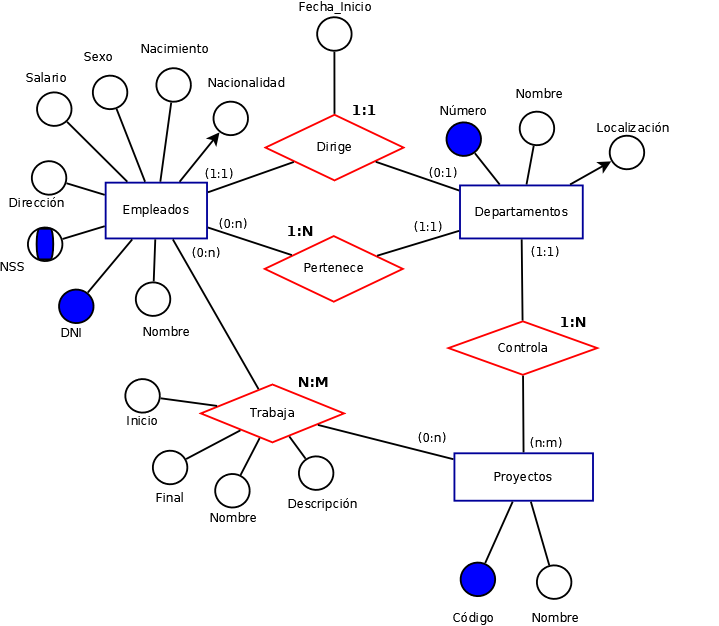 Fecha_Inicio
Nacimiento
Sexo
Salario
Nacionalidad
Nombre
Número
1:1
Localización
Dirige
(1:1)
(0:1)
Dirección
Empleados
Departamentos
(0:n)
1:N
(1:1)
(0:n)
(1:1)
NSS
Pertenece
DNI
Nombre
1:N
Controla
N:M
Inicio
Trabaja
(0:n)
(n:m)
Proyectos
Final
Nombre
Descripción
Código
Nombre